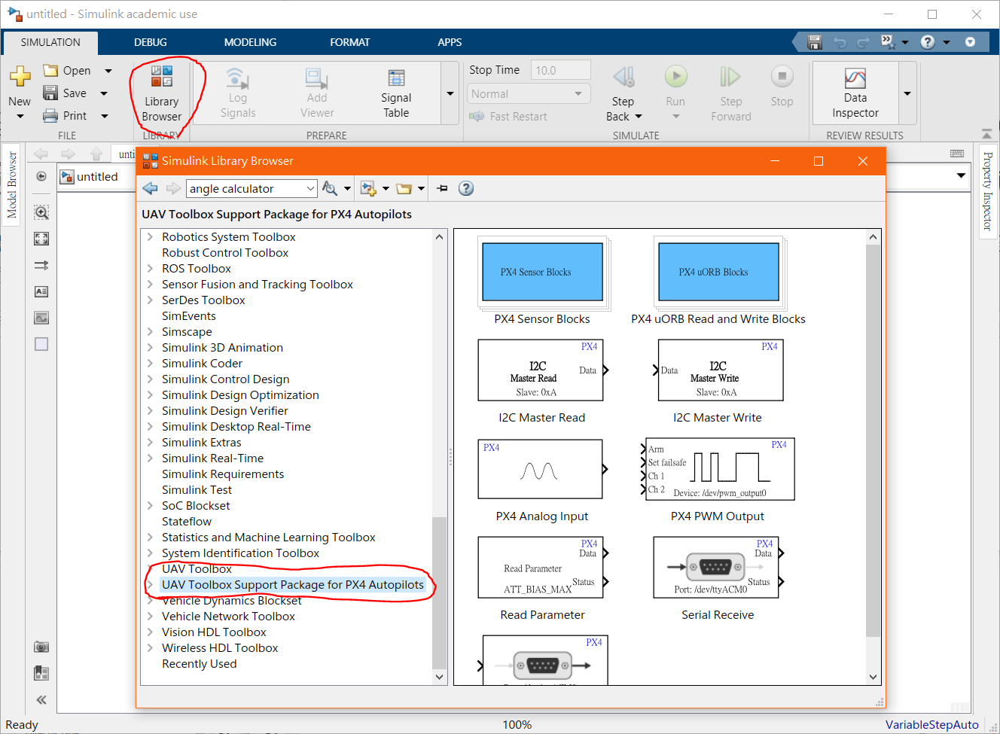 untitled - Simulink academic use
SIMULATION
DEBUG
MODELING
FORMAT
APPS
New
Open
Save
Print
FILE
Library
Browser
LIBRARY
Log
Signals
Add
Viewer
Signal
Table
PREPARE
Stop Time
10.0
Normal
Fast Restart
Step
Back
Run
Step
Forward
Stop
SIMULATE
Data
Inspector
REVIEW RESULTS
Model Browser
Property Inspector
unti
untitled
Simulink Library Browser
angle calculator
UAV Toolbox Support Package for PX4 Autopilots
Robotics System Toolbox
Robust Control Toolbox
ROS Toolbox
Sensor Fusion and Tracking Toolbox
SerDes Toolbox
SimEvents
Simscape
Simulink 3D Animation
Simulink Coder
Simulink Control Design
Simulink Design Optimization
Simulink Design Verifier
Simulink Desktop Real-Time
Simulink Extras
Simulink Real-Time
Simulink Requirements
Simulink Test
SoC Blockset
Stateflow
Statistics and Machine Learning Toolbox
System Identification Toolbox
UAV Toolbox
UAV Toolbox Support Package for PX4 Autopilots
Vehicle Dynamics Blockset
Vehicle Network Toolbox
Vision HDL Toolbox
Wireless HDL Toolbox
Recently Used
PX4 Sensor Blocks
PX4 Sensor Blocks
PX4 uORB Blocks
PX4 uORB Read and Write Blocks
PX4
I2C
Master Read
Data
Slave: 0xA
I2C Master Read
PX4
Data
I2C
Master Write
Slave: 0xA
I2C Master Write
PX4
PX4 Analog Input
PX4
Arm
Set failsafe
Ch 1
Ch 2
Device: /dev/pwm_output0
PX4 PWM Output
PX4
Data
Read Parameter
Status
ATT_BIAS_MAX
Read Parameter
PX4
Data
Status
Port: /dev/ttyACM0
Serial Receive
PX4
Ready
100%
VariableStepAuto